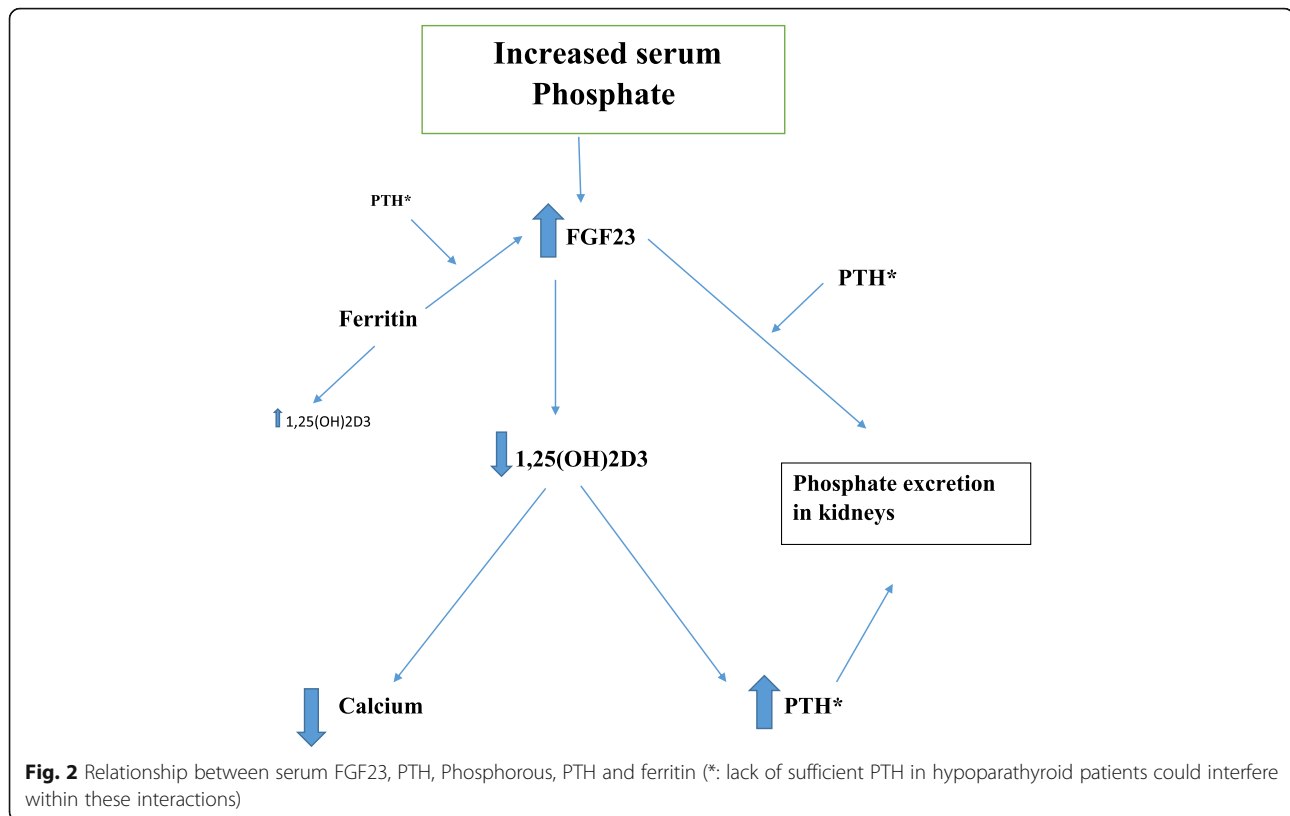 Increased serum
Phosphate
PTH*
FGF23
PTH*
Ferritin
1,25(OH)2D3
1,25(OH)2D3
Phosphate excretion
in kidneys
Calcium
PTH*
Fig. 2 Relationship between serum FGF23, PTH, Phosphorous, PTH and ferritin (*: lack of sufficient PTH in hypoparathyroid patients could interfere
within these interactions)